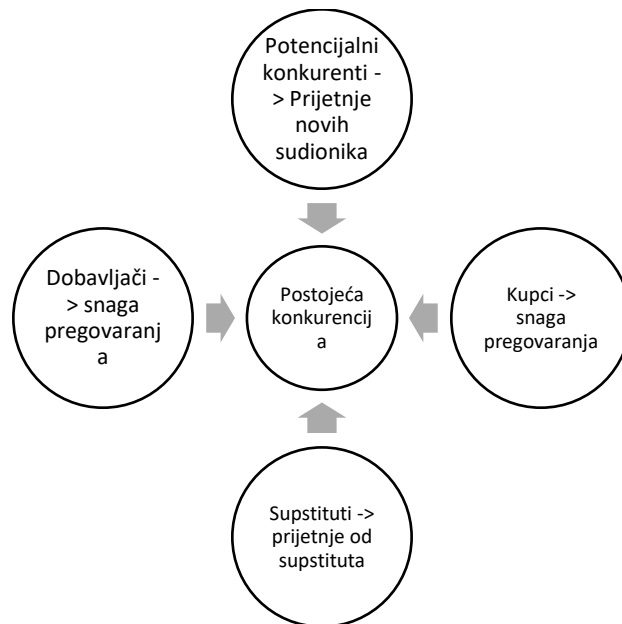 Potencijalni
konkurenti -
> Prijetnje
novih
sudionika
Dobavljači -
> snaga
pregovaranj
a
Postojeća
konkurencij
a
Kupci ->
snaga
pregovaranja
Supstituti ->
prijetnje od
supstituta